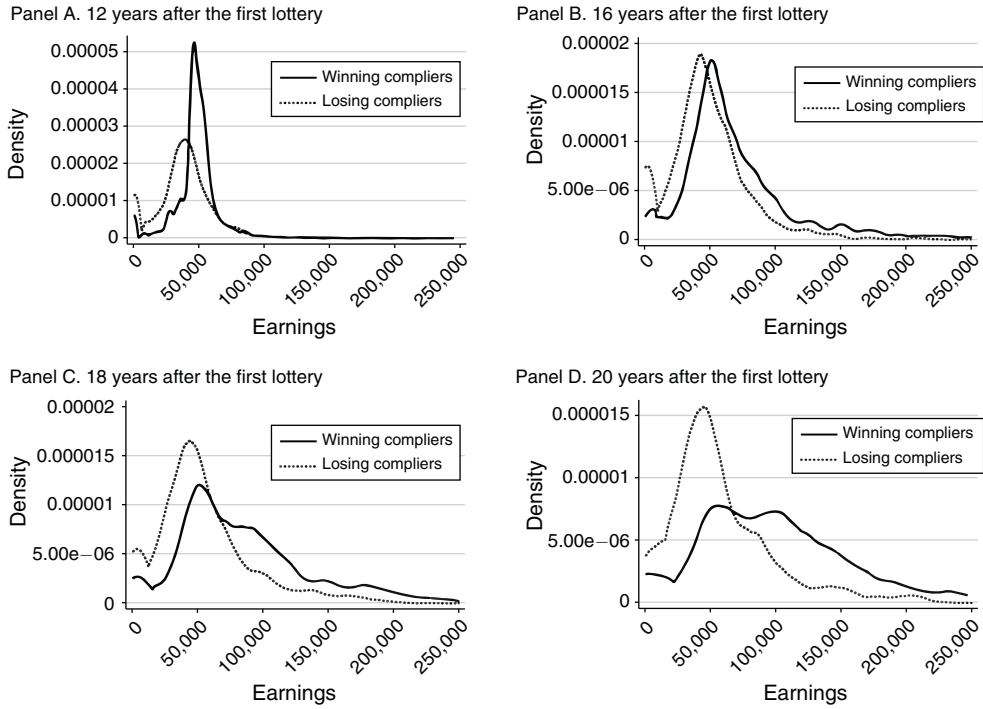 Panel A. 12 years after the first lottery
0.00005
0.00004
0.00003
0.00002
0.00001
0
Density
Winning compliers
Losing compliers
0
50,000
100,000
150,000
200,000
250,000
Earnings
Panel B. 16 years after the first lottery
0.00002
0.000015
0.00001
5.00e−06
0
Density
Winning compliers
Losing compliers
0
50,000
100,000
150,000
200,000
250,000
Earnings
Panel C. 18 years after the first lottery
0.00002
0.000015
0.00001
5.00e−06
0
Density
Winning compliers
Losing compliers
0
50,000
100,000
150,000
200,000
250,000
Earnings
Panel D. 20 years after the first lottery
0.000015
0.00001
5.00e−06
0
Density
Winning compliers
Losing compliers
0
50,000
100,000
150,000
200,000
250,000
Earnings